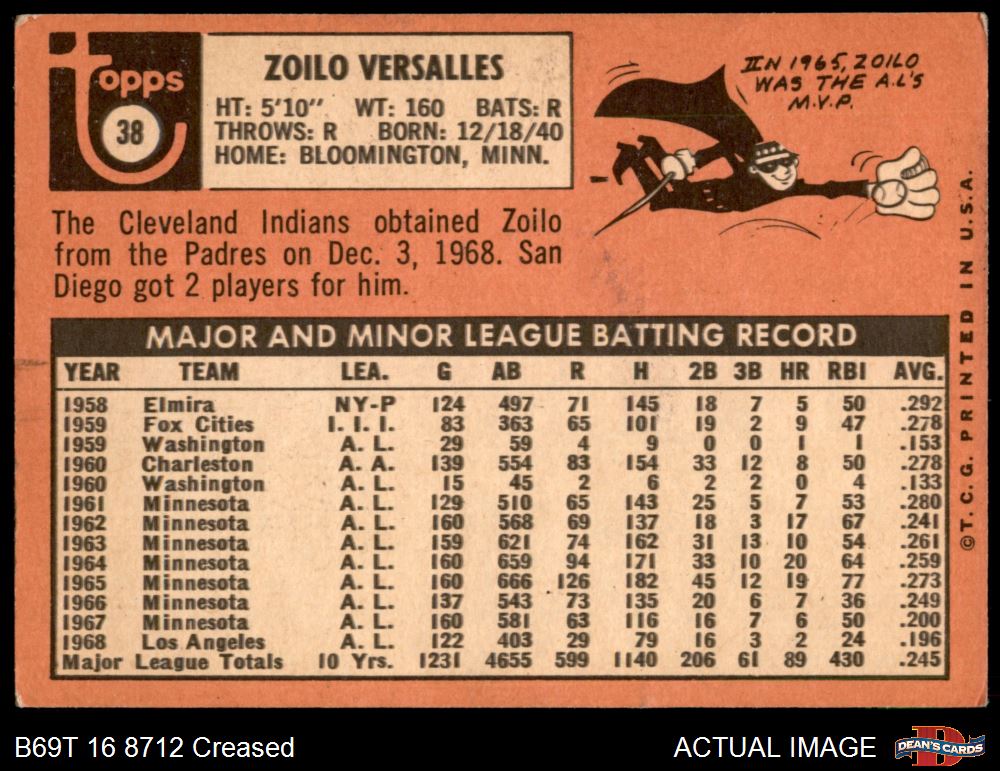 topps
38
ZOILO VERSALLES
HT: 5'10" WT: 160 BATS: R
THROWS: R BORN: 12/18/40
HOME: BLOOMINGTON, MINN.
IN 1965, ZOILO
WAS THE A.L'S
M.V.P.
The Cleveland Indians obtained Zoilo
from the Padres on Dec. 3, 1968. San
Diego got 2 players for him.
MAJOR AND MINOR LEAGUE BATTING RECORD
YEAR TEAM LEA. G AB R H 2B 3B HR RBI AVG.
1958 Elmira NY-P 124 497 71 145 18 7 5 50 .292
1959 Fox Cities I. I. I. 83 363 65 101 19 2 9 47 .278
1959 Washington A. L. 29 59 4 9 0 0 1 1 .153
1960 Charleston A. A. 139 554 83 154 33 12 8 50 .278
1960 Washington A. L. 15 45 2 6 2 2 0 4 .133
1961 Minnesota A. L. 129 510 65 143 25 5 7 53 .280
1962 Minnesota A. L. 160 568 69 137 18 3 17 67 .241
1963 Minnesota A. L. 159 621 74 162 31 13 10 54 .261
1964 Minnesota A. L. 160 659 94 171 33 10 20 64 .259
1965 Minnesota A. L. 160 666 126 182 45 12 19 77 .273
1966 Minnesota A. L. 137 543 73 135 20 6 7 36 .249
1967 Minnesota A. L. 160 581 63 116 16 7 6 50 .200
1968 Los Angeles A. L. 122 403 29 79 16 3 2 24 .196
Major League Totals 10 Yrs. 1231 4655 599 1140 206 61 89 430 .245
©T. C. G. PRINTED IN U.S.A.
B69T 16 8712 Creased
ACTUAL IMAGE
DEAN'S CARDS